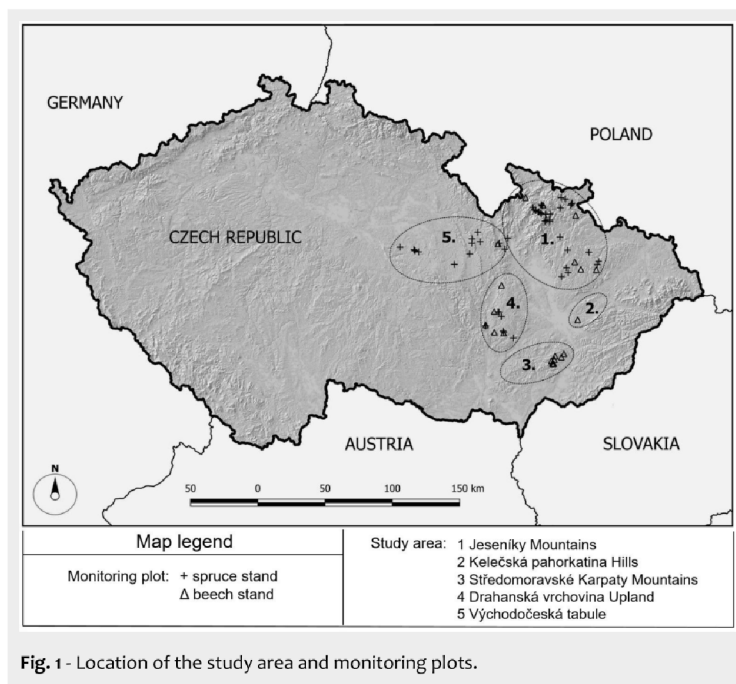 GERMANY
POLAND
CZECH REPUBLIC
5.
1.
4.
2.
3.
AUSTRIA
SLOVAKIA
N
50 0 50 100 150 km
Map legend
Monitoring plot: + spruce stand
Δ beech stand
Study area: 1 Jeseníky Mountains
2 Kelečská pahorkatina Hills
3 Středomoravské Karpaty Mountains
4 Drahanská vrchovina Upland
5 Východočeská tabule
Fig. 1 - Location of the study area and monitoring plots.